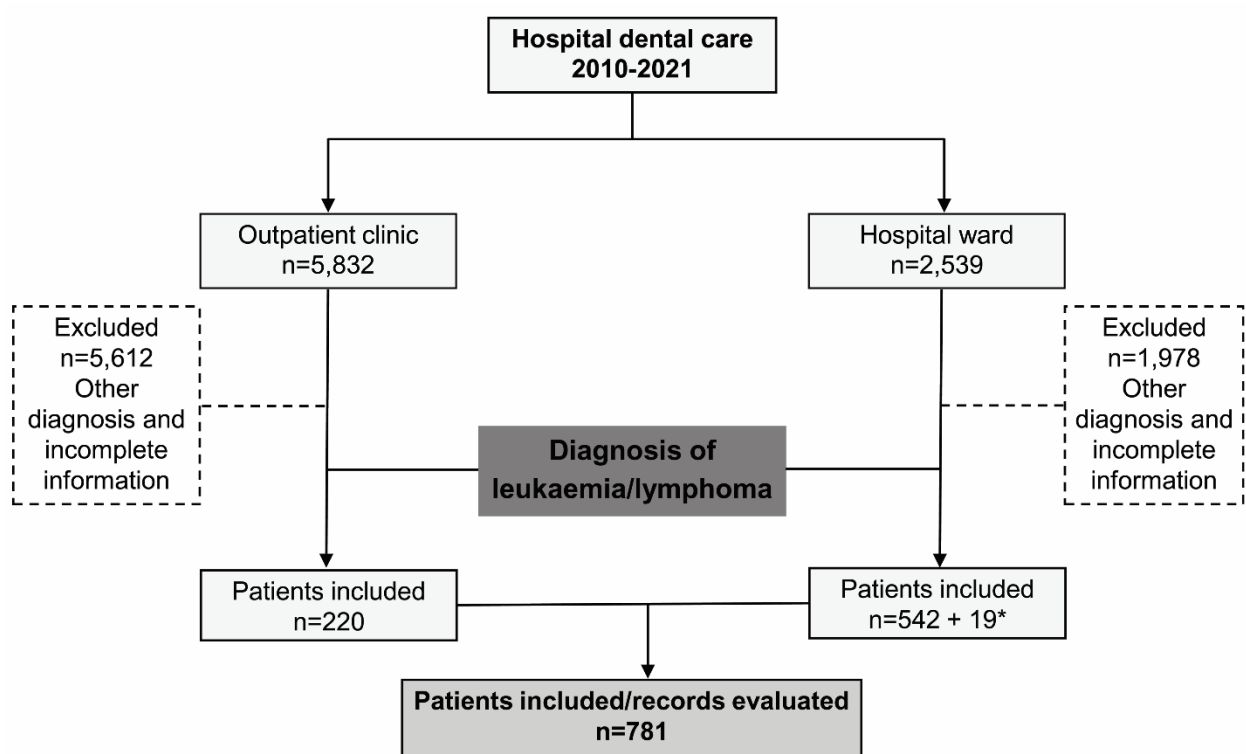 Hospital dental care
2010-2021
Outpatient clinic
n=5,832
Hospital ward
n=2,539
Excluded
n=5,612
Other
diagnosis and
incomplete
information
Excluded
n=1,978
Other
diagnosis and
incomplete
information
Diagnosis of
leukaemia/lymphoma
Patients included
n=220
Patients included
n=542 + 19*
Patients included/records evaluated
n=781